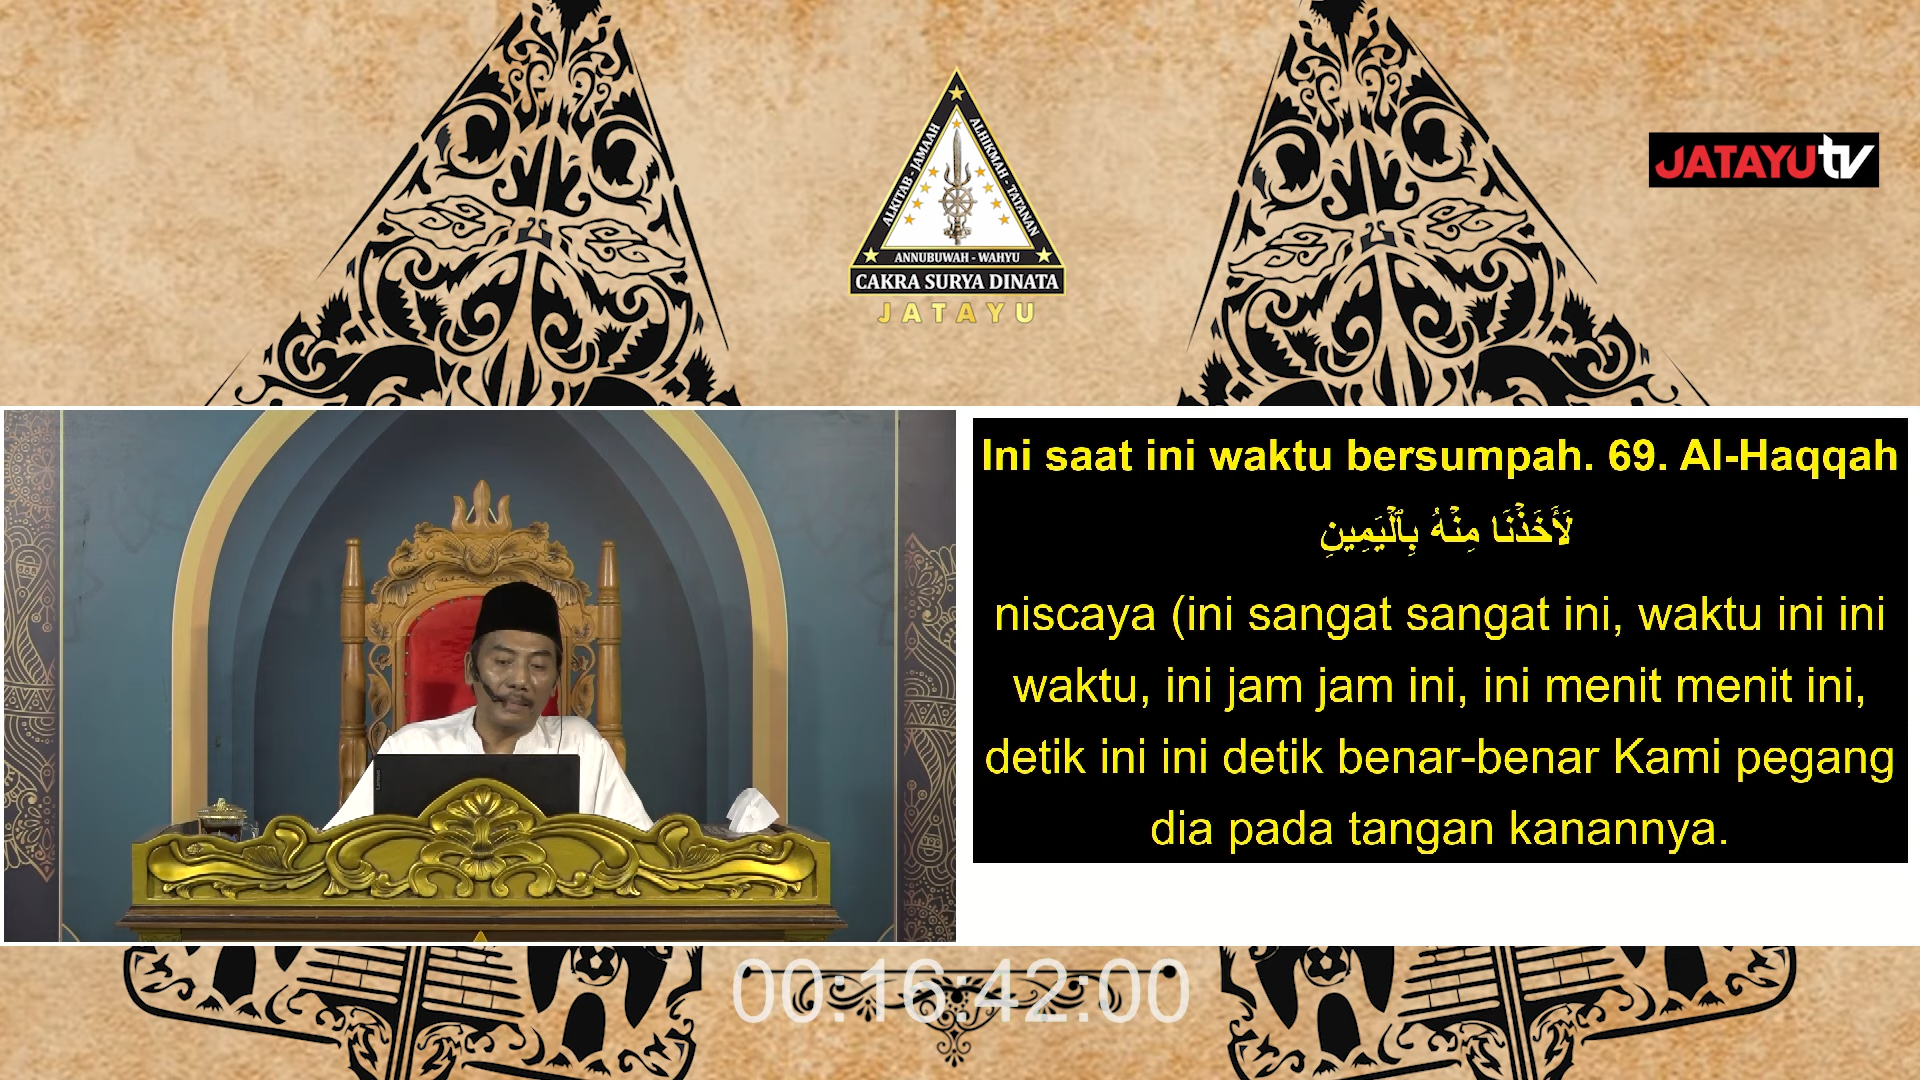 ALKITAB - JAMAAH
ALHIKMAH - TATANAN
ANNUBUWAH - WAHYU
CAKRA SURYA DINATA
JATAYU
JATAYU tv
Ini saat ini waktu bersumpah. 69. Al-Haqqah
لَأَخَذْنَا مِنْهُ بِٱلْيَمِينِ
niscaya (ini sangat sangat ini, waktu ini ini
waktu, ini jam jam ini, ini menit menit ini,
detik ini ini detik benar-benar Kami pegang
dia pada tangan kanannya.
00:16:42:00